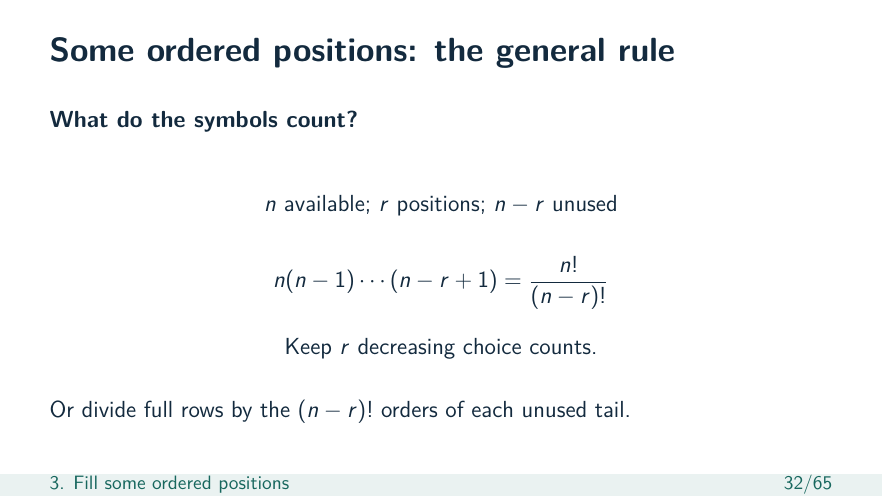 Some ordered positions: the general rule
What do the symbols count?
n available; r positions; n − r unused
n(n − 1) · · · (n − r + 1) = n! / (n − r)!
Keep r decreasing choice counts.
Or divide full rows by the (n − r)! orders of each unused tail.
3. Fill some ordered positions 32/65